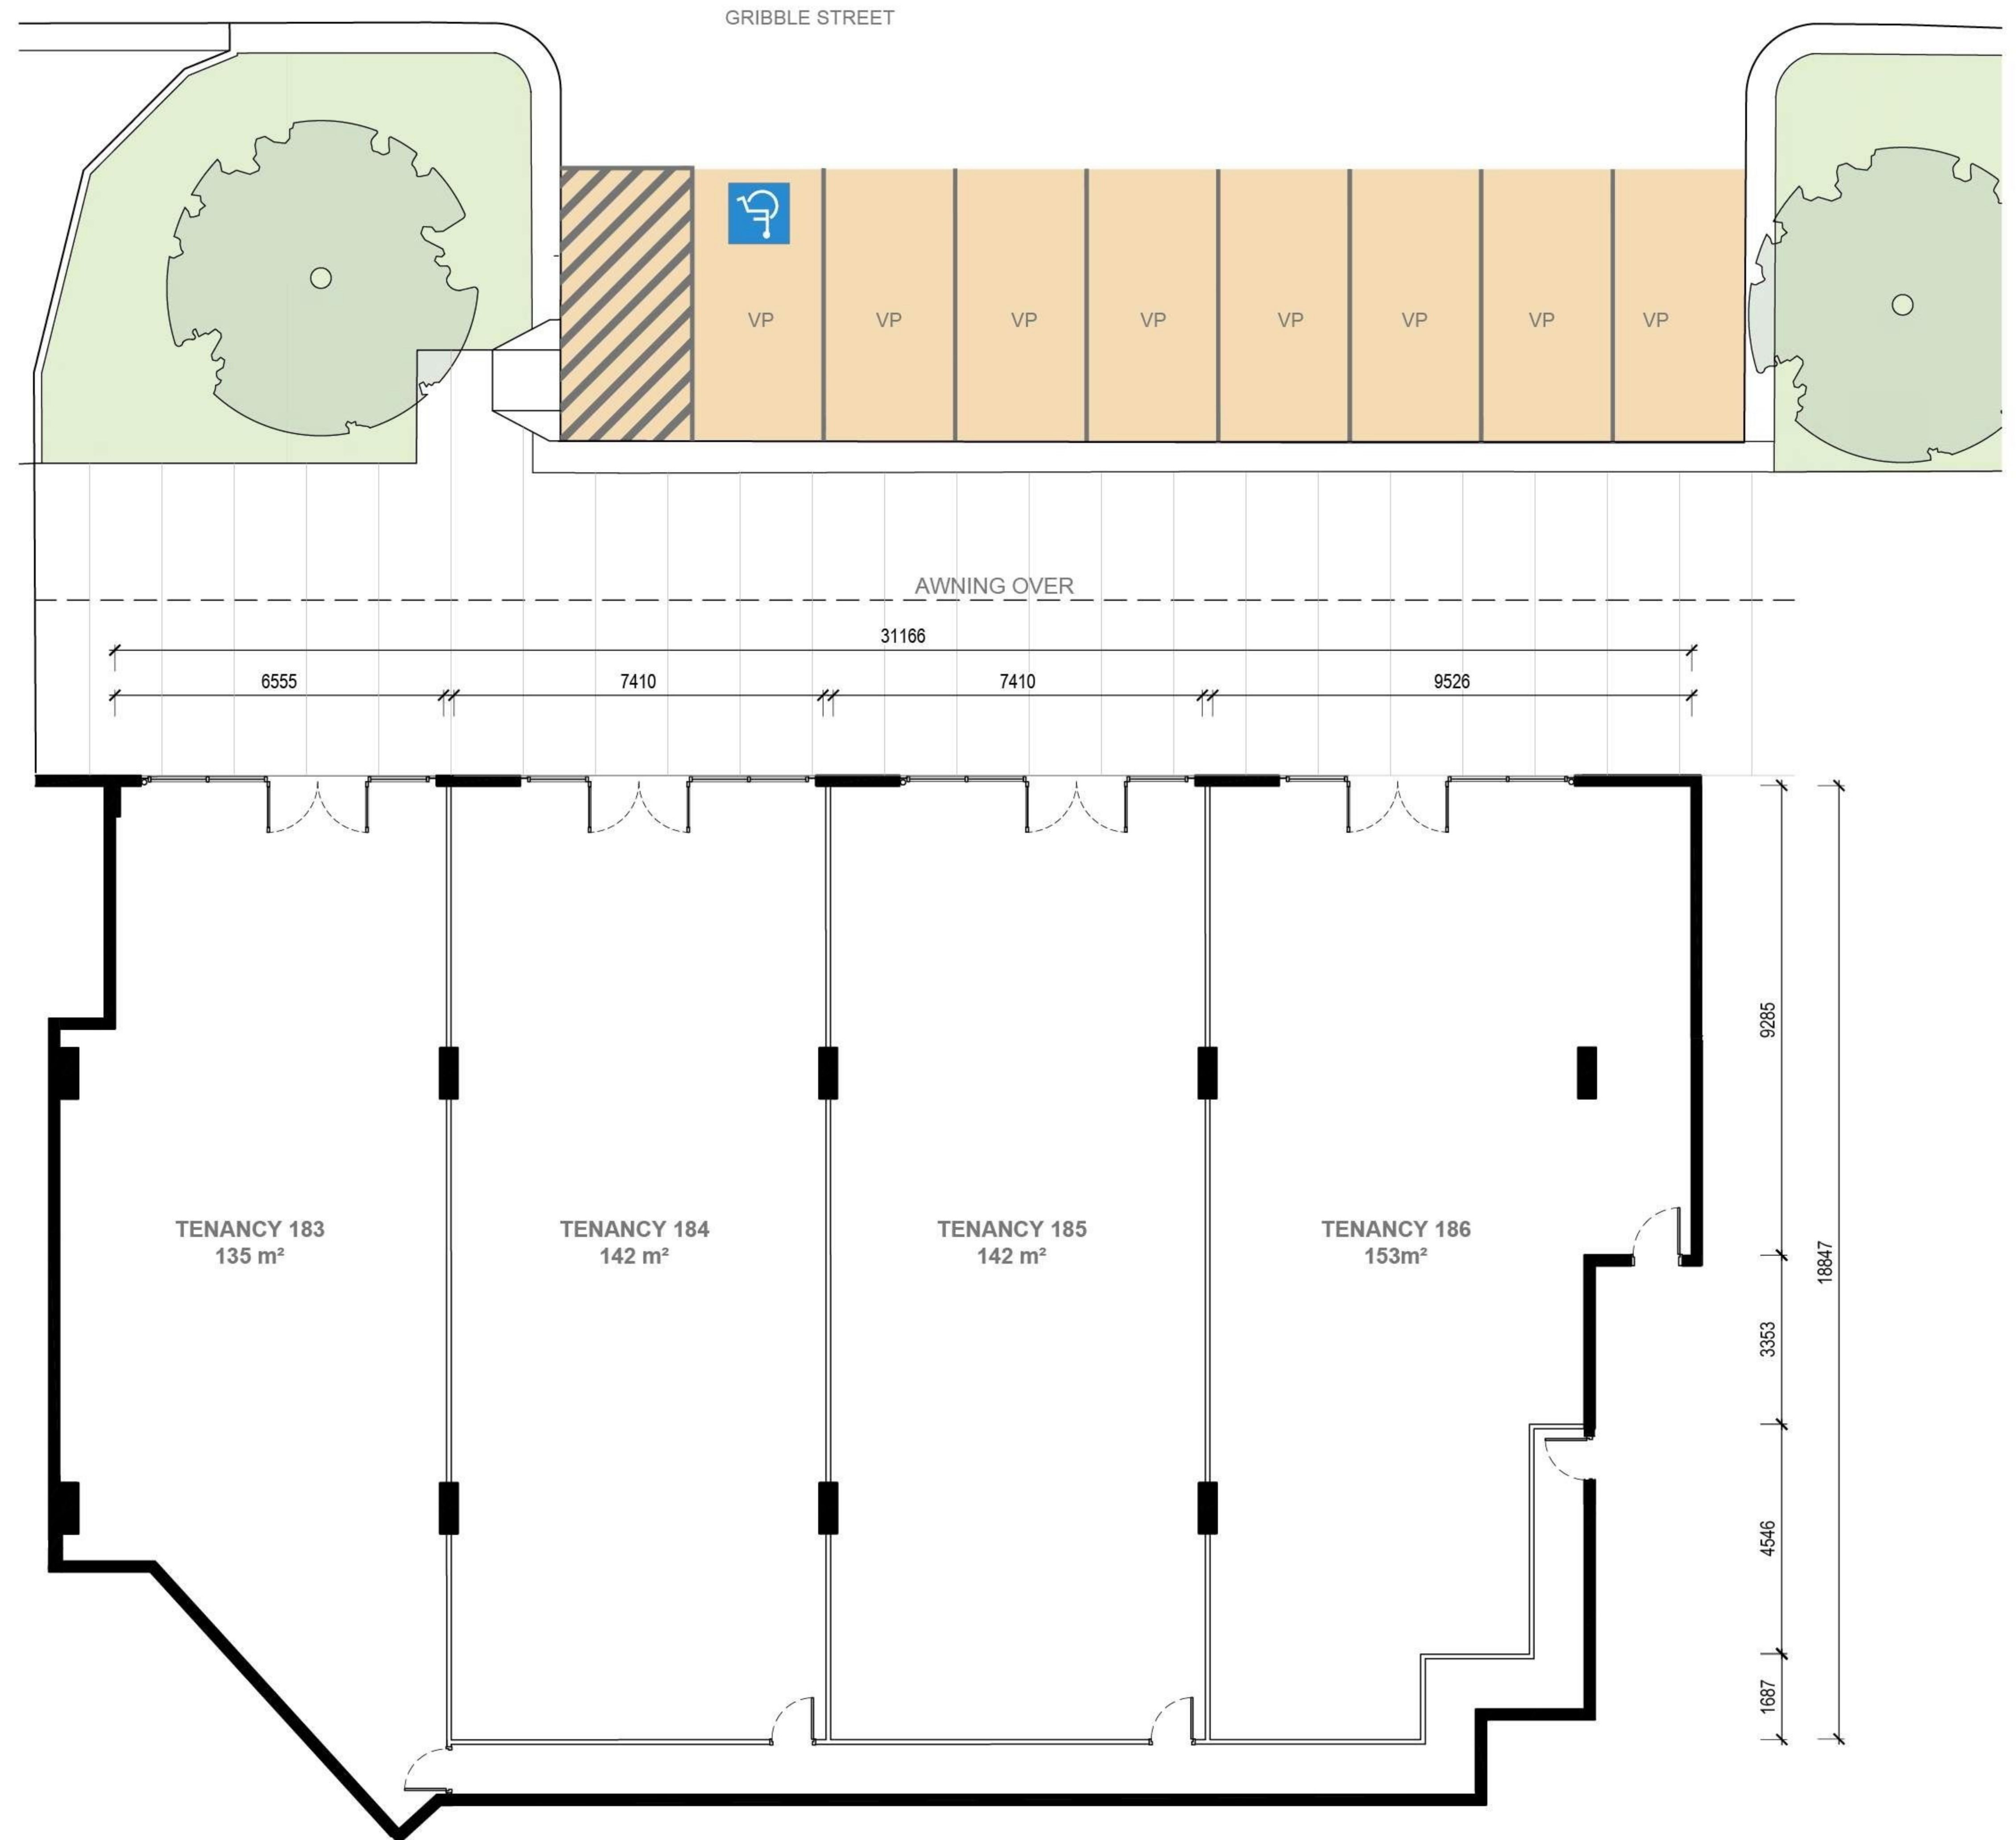 GRIBBLE STREET
VP VP VP VP VP VP VP VP
AWNING OVER
31166
6555 7410 7410 9526
9285
3353
18847
4546
1687
TENANCY 183
135 m²
TENANCY 184
142 m²
TENANCY 185
142 m²
TENANCY 186
153m²